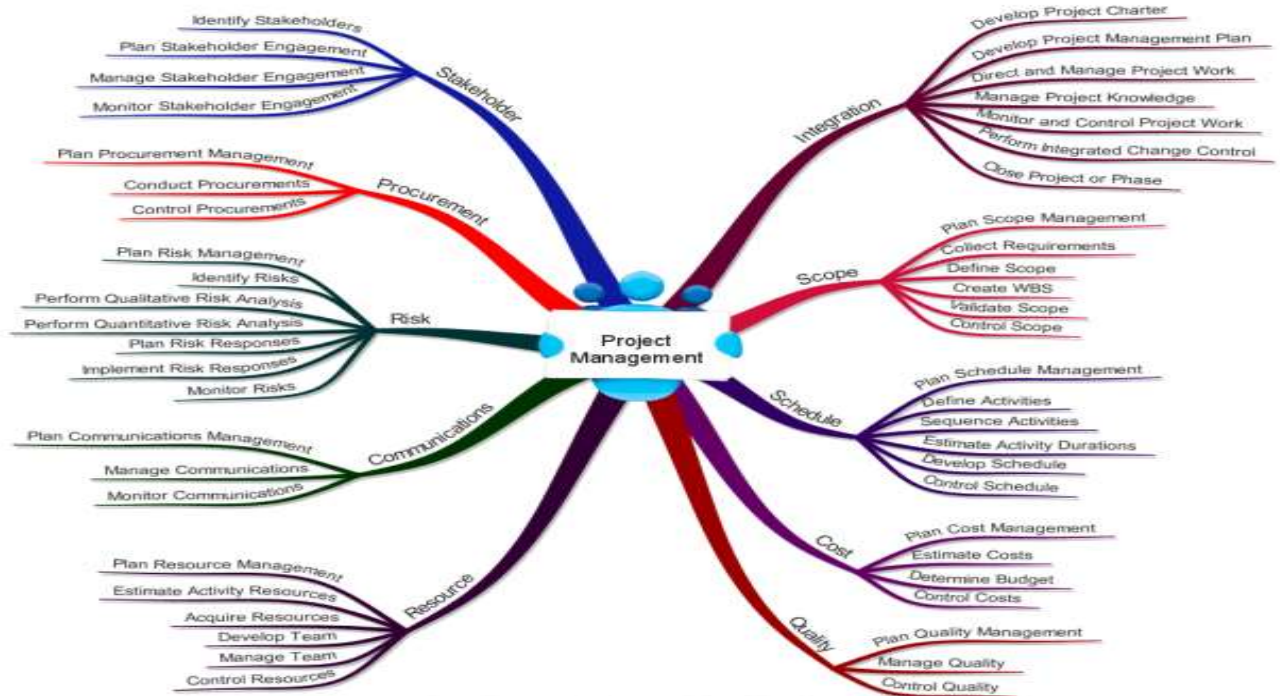 Project
Management
Integration
Develop Project Charter
Develop Project Management Plan
Direct and Manage Project Work
Manage Project Knowledge
Monitor and Control Project Work
Perform Integrated Change Control
Close Project or Phase
Scope
Plan Scope Management
Collect Requirements
Define Scope
Create WBS
Validate Scope
Control Scope
Schedule
Plan Schedule Management
Define Activities
Sequence Activities
Estimate Activity Durations
Develop Schedule
Control Schedule
Cost
Plan Cost Management
Estimate Costs
Determine Budget
Control Costs
Quality
Plan Quality Management
Manage Quality
Control Quality
Resource
Plan Resource Management
Estimate Activity Resources
Acquire Resources
Develop Team
Manage Team
Control Resources
Communications
Plan Communications Management
Manage Communications
Monitor Communications
Risk
Plan Risk Management
Identify Risks
Perform Qualitative Risk Analysis
Perform Quantitative Risk Analysis
Plan Risk Responses
Implement Risk Responses
Monitor Risks
Procurement
Plan Procurement Management
Conduct Procurements
Control Procurements
Stakeholder
Identify Stakeholders
Plan Stakeholder Engagement
Manage Stakeholder Engagement
Monitor Stakeholder Engagement